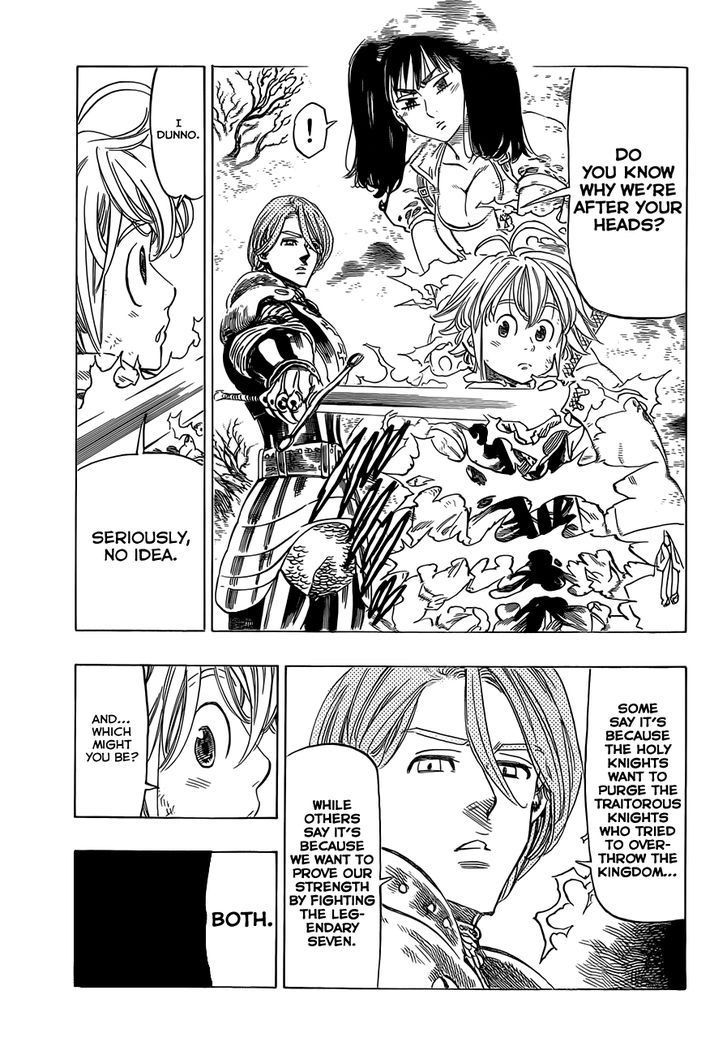 DO
YOU KNOW
WHY WE'RE
AFTER YOUR
HEADS?
!
I
DUNNO.
SERIOUSLY,
NO IDEA.
SOME
SAY IT'S
BECAUSE
THE HOLY
KNIGHTS
WANT TO
PURGE THE
TRAITOROUS
KNIGHTS
WHO TRIED
TO OVER-
THROW THE
KINGDOM...
WHILE
OTHERS
SAY IT'S
BECAUSE
WE WANT TO
PROVE OUR
STRENGTH
BY FIGHTING
THE LEG-
ENDARY
SEVEN.
AND...
WHICH
MIGHT
YOU BE?
BOTH.